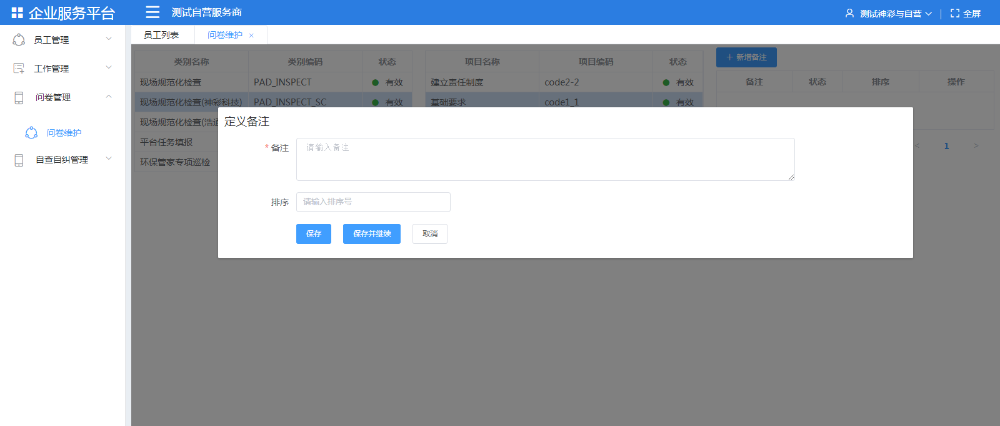 企业服务平台
测试自营服务商
测试神彩与自营
全屏
员工管理
工作管理
问卷管理
问卷维护
自查自纠管理
员工列表
问卷维护 ×
类别名称 类别编码 状态
现场规范化检查 PAD_INSPECT 有效
现场规范化检查(神彩科技) PAD_INSPECT_SC 有效
现场规范化检查(浩
平台任务填报
环保管家专项巡检
项目名称 项目编码 状态
建立责任制度 code2-2 有效
基础要求 code1_1 有效
+ 新增备注
备注 状态 排序 操作
< 1 >
定义备注
* 备注 请输入备注
排序 请输入排序号
保存 保存并继续 取消